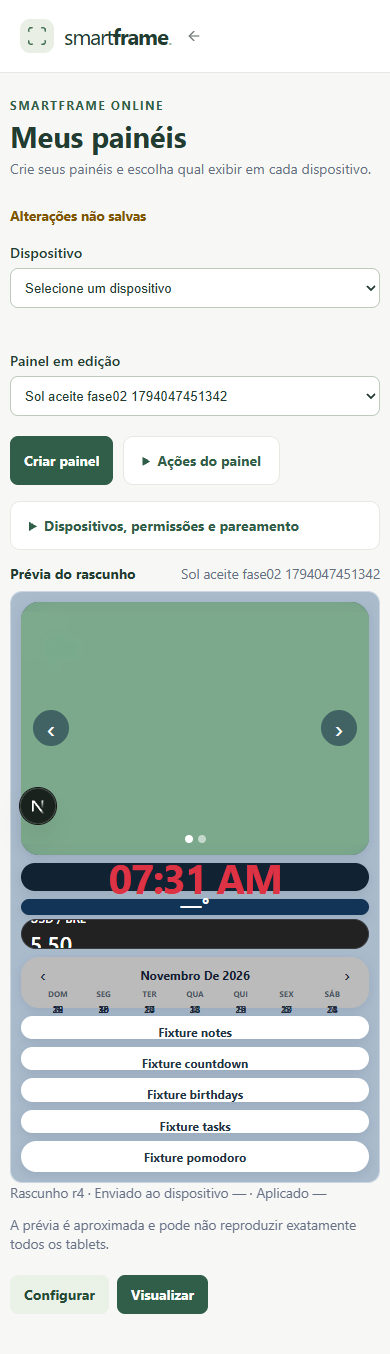 smartframe.
SMARTFRAME ONLINE
Meus painéis
Crie seus painéis e escolha qual exibir em cada dispositivo.
Alterações não salvas
Dispositivo
Selecione um dispositivo
Painel em edição
Sol aceite fase02 1794047451342
Criar painel
Ações do painel
Dispositivos, permissões e pareamento
Prévia do rascunho Sol aceite fase02 1794047451342
N
07:31 AM
—°
USD / BRL
5,50
Novembro De 2026
DOM SEG TER QUA QUI SEX SÁB
Fixture notes
Fixture countdown
Fixture birthdays
Fixture tasks
Fixture pomodoro
Rascunho r4 · Enviado ao dispositivo — · Aplicado —
A prévia é aproximada e pode não reproduzir exatamente
todos os tablets.
Configurar Visualizar